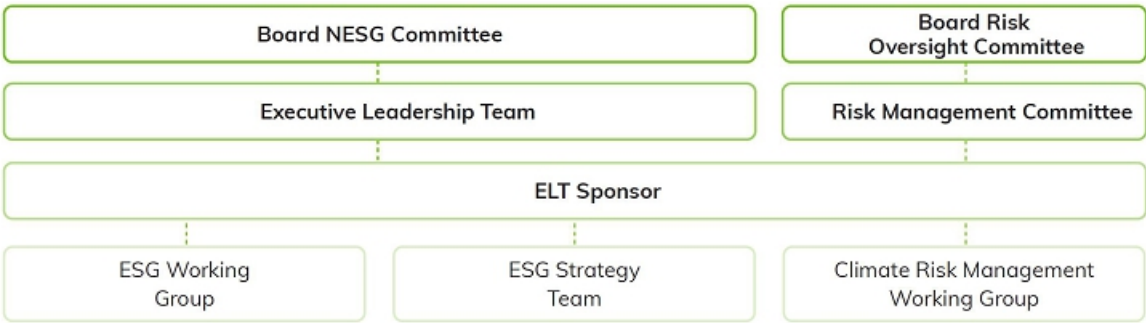 Board NESG Committee
Board Risk
Oversight Committee
Executive Leadership Team
Risk Management Committee
ELT Sponsor
ESG Working
Group
ESG Strategy
Team
Climate Risk Management
Working Group